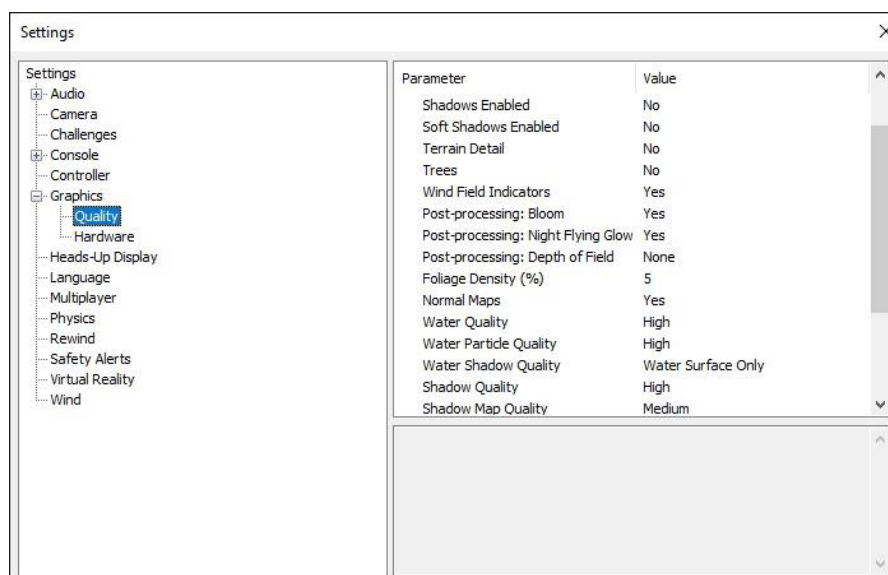 Settings
Settings
Audio
Camera
Challenges
Console
Controller
Graphics
Quality
Hardware
Heads-Up Display
Language
Multiplayer
Physics
Rewind
Safety Alerts
Virtual Reality
Wind
Parameter Value
Shadows Enabled No
Soft Shadows Enabled No
Terrain Detail No
Trees No
Wind Field Indicators Yes
Post-processing: Bloom Yes
Post-processing: Night Flying Glow Yes
Post-processing: Depth of Field None
Foliage Density (%) 5
Normal Maps Yes
Water Quality High
Water Particle Quality High
Water Shadow Quality Water Surface Only
Shadow Quality High
Shadow Map Quality Medium